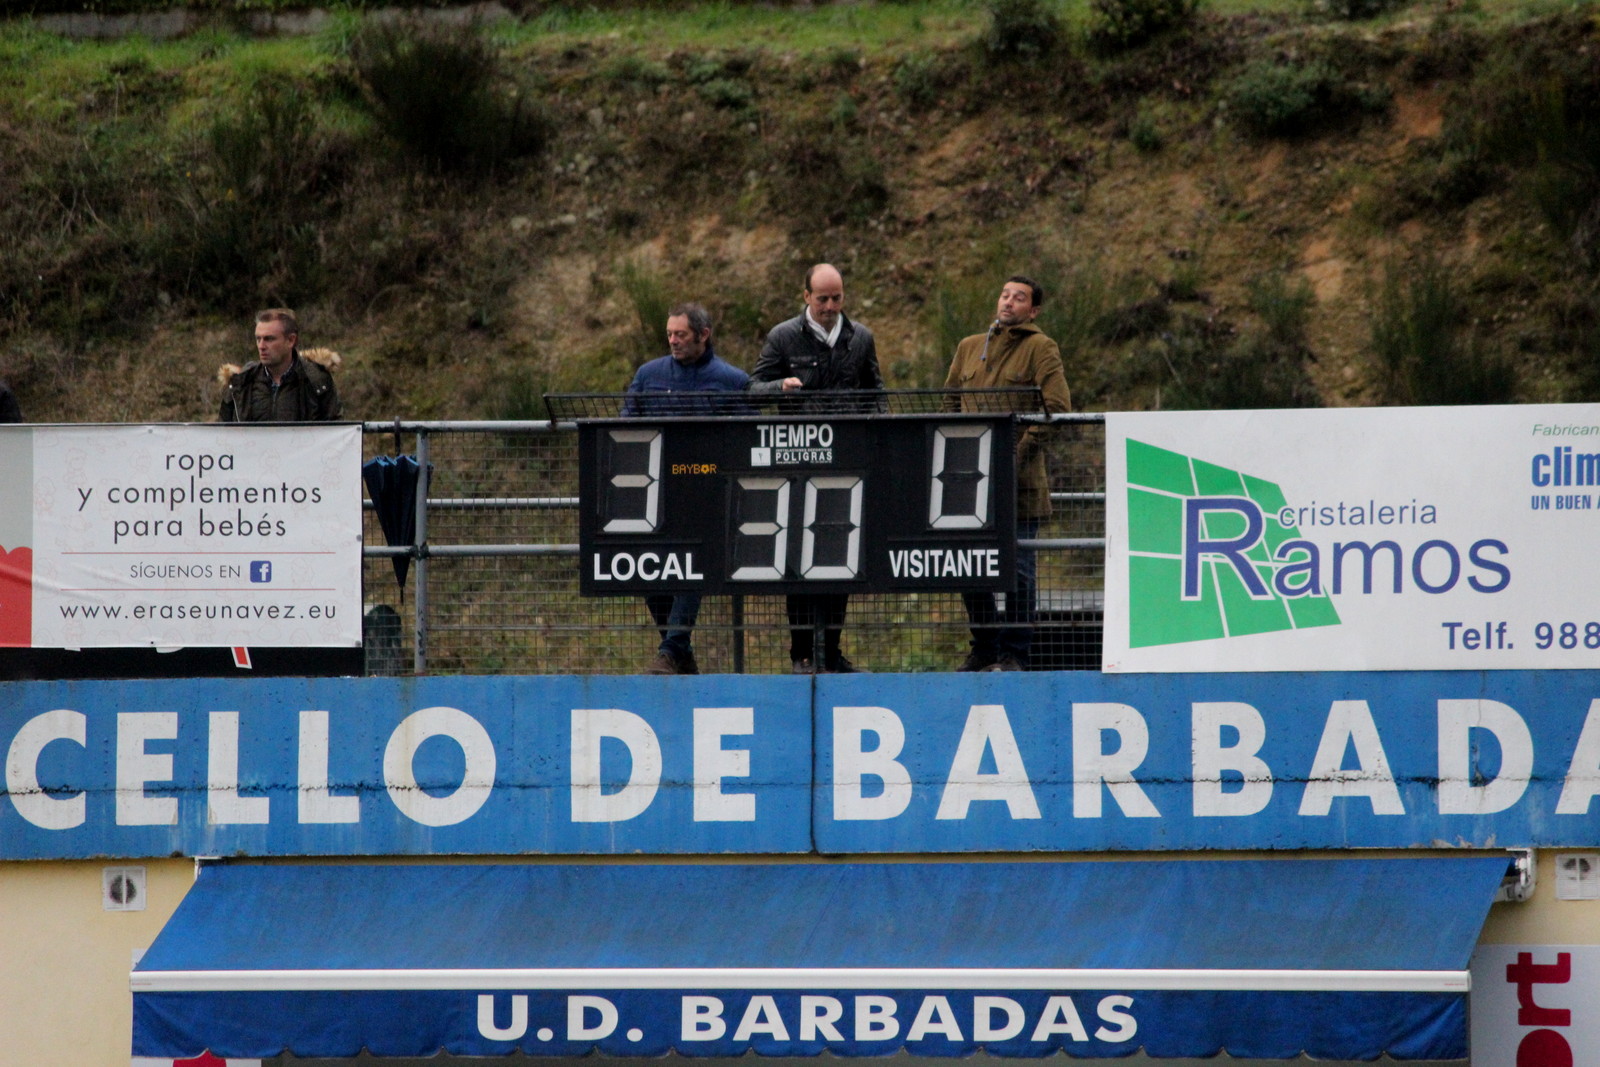 ropa
y complementos
para bebés
SÍGUENOS EN f
www.eraseunavez.eu
3
BAYBOR
TIEMPO
POLIGRAS
30
0
LOCAL
VISITANTE
cristaleria
Ramos
Telf. 988
Fabrican
clim
UN BUEN A
CELLO DE BARBADA
U.D. BARBADAS
ort